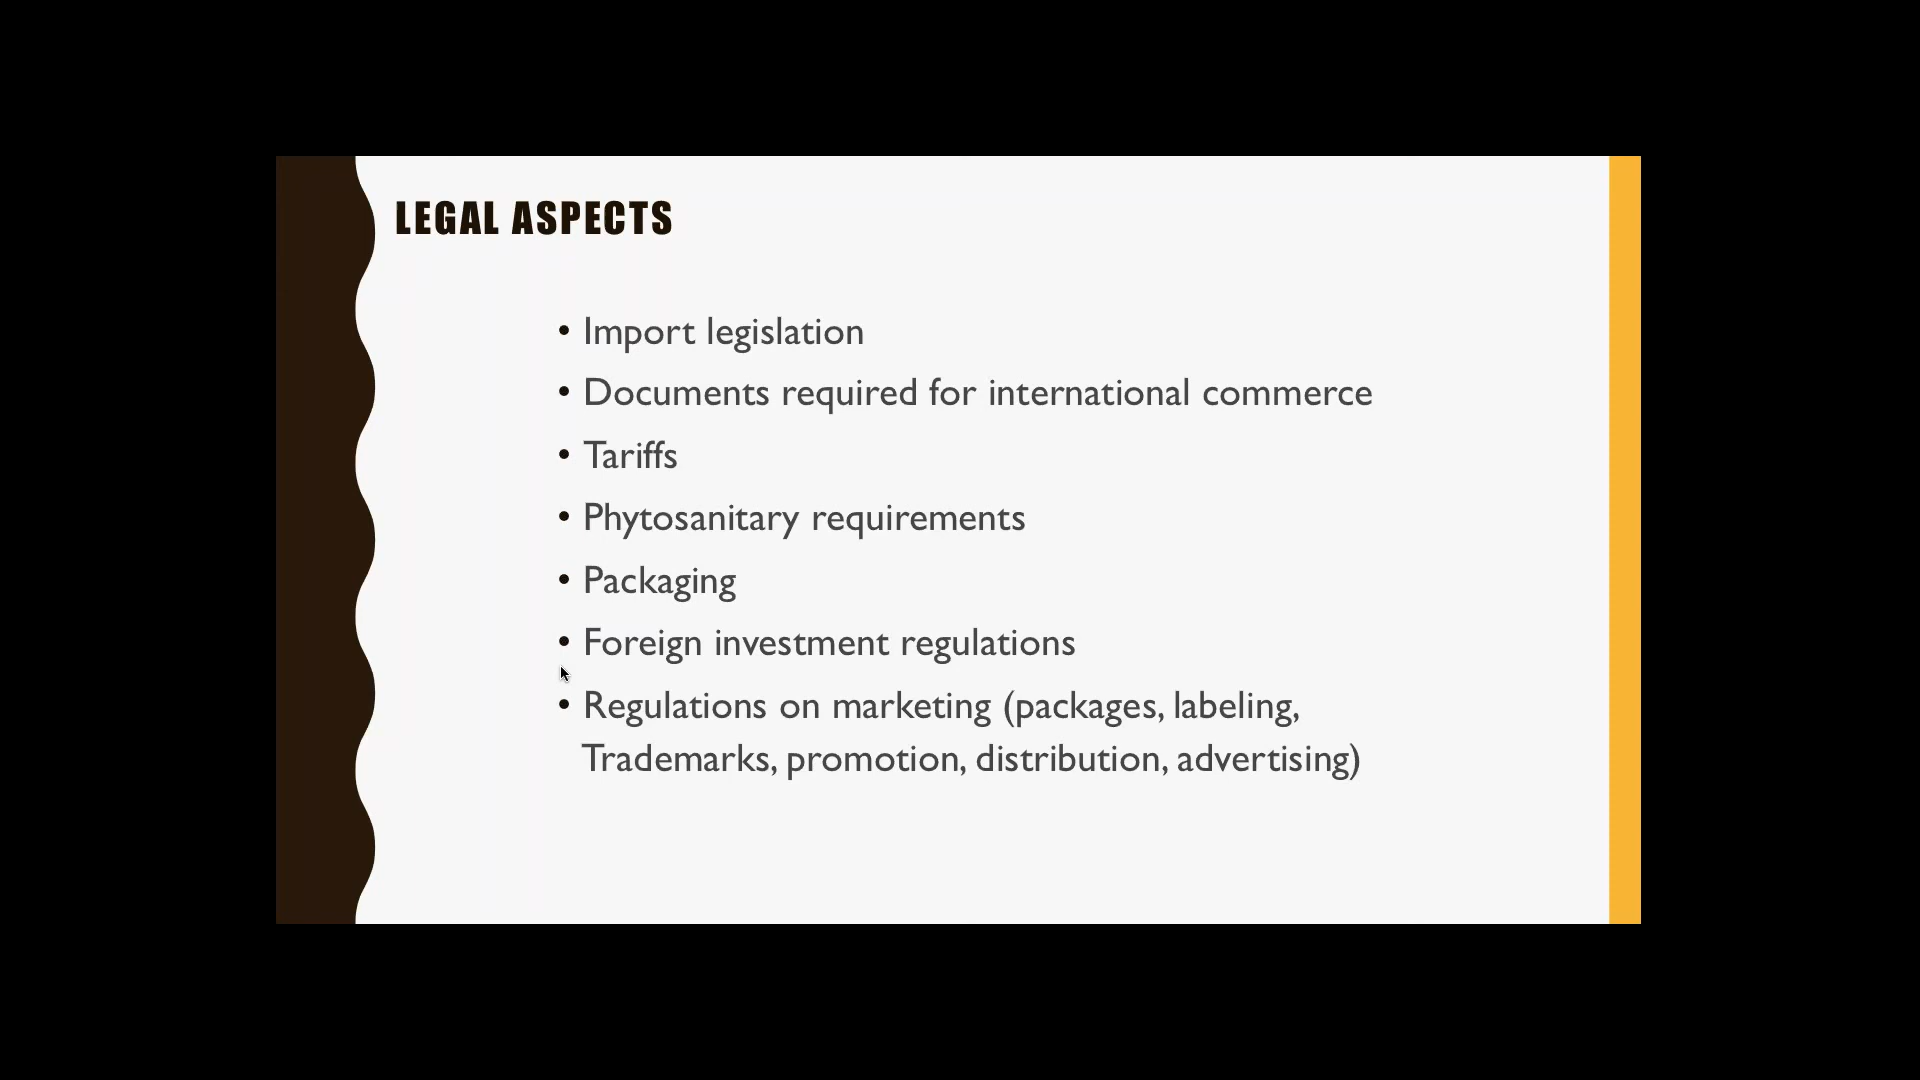 LEGAL ASPECTS
• Import legislation
• Documents required for international commerce
• Tariffs
• Phytosanitary requirements
• Packaging
• Foreign investment regulations
• Regulations on marketing (packages, labeling,
Trademarks, promotion, distribution, advertising)